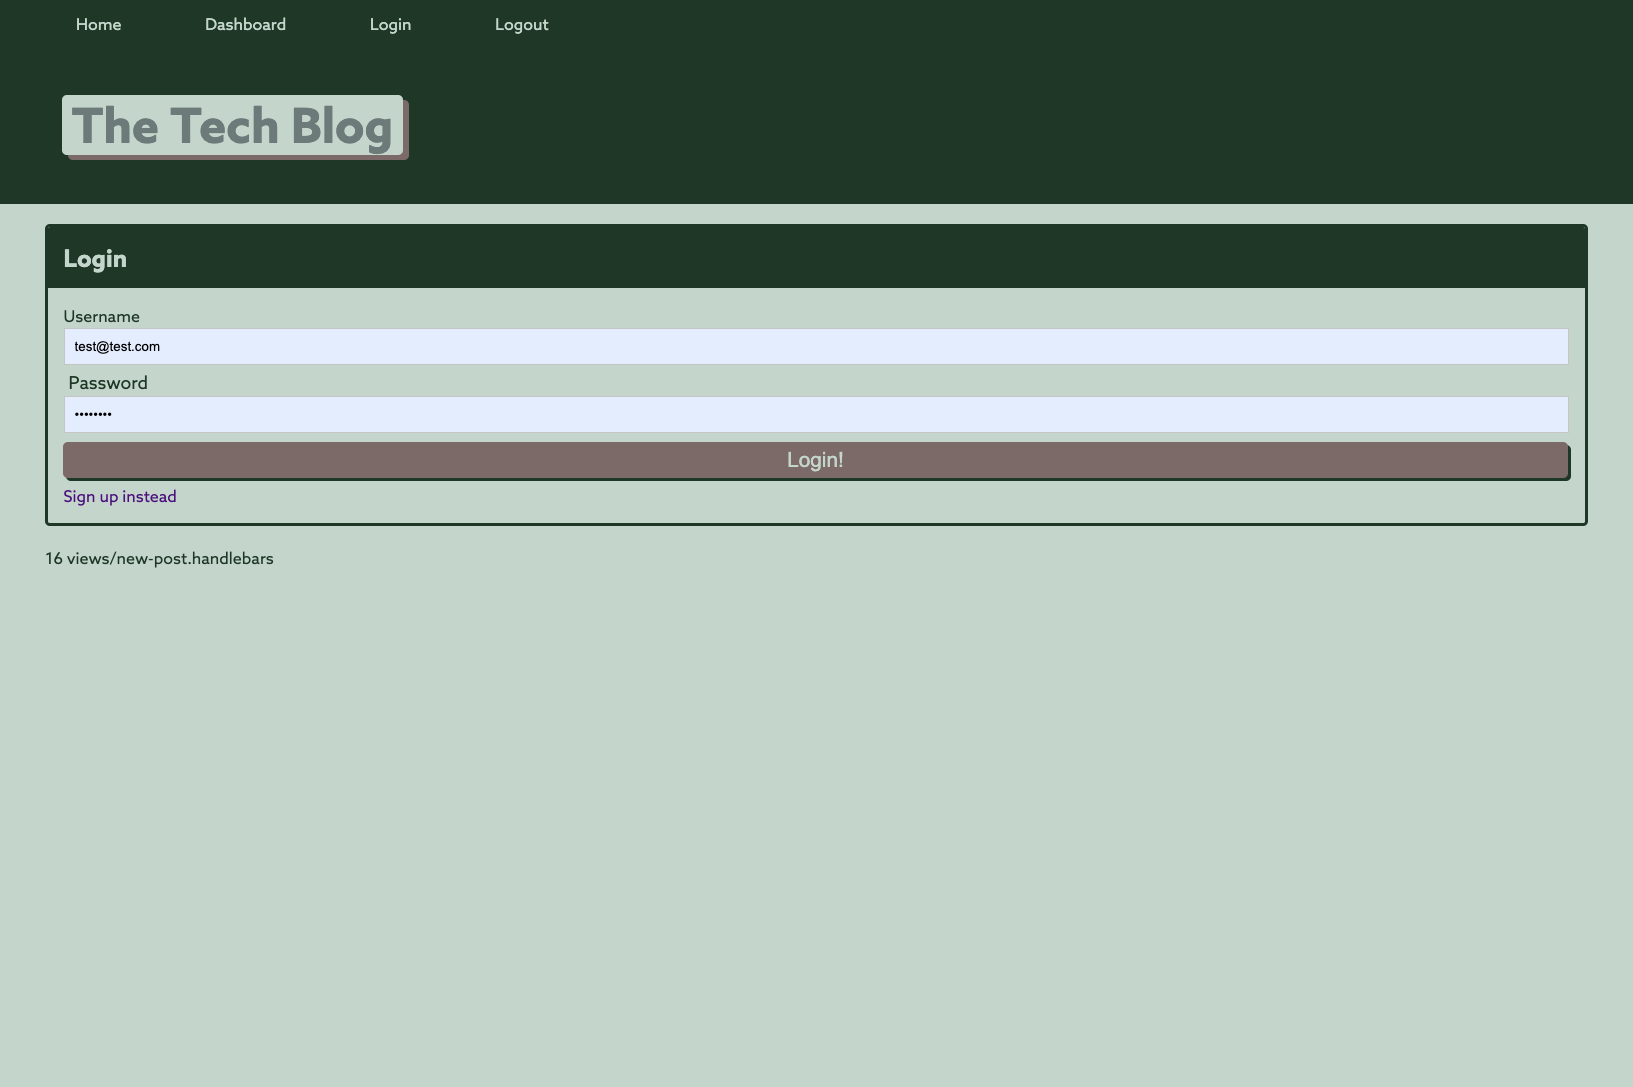 Home Dashboard Login Logout
The Tech Blog
Login
Username
test@test.com
Password
••••••••
Login!
Sign up instead
16 views/new-post.handlebars